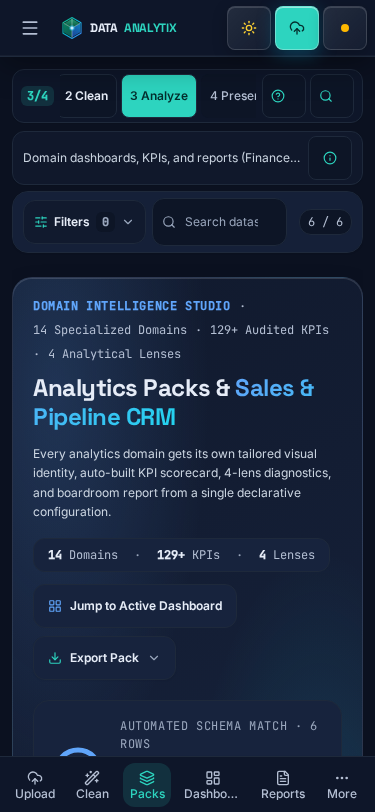 DATA ANALYTIX
3/4
2 Clean
3 Analyze
4 Preser
Domain dashboards, KPIs, and reports (Finance...
Filters 0
Search datas
6 / 6
DOMAIN INTELLIGENCE STUDIO ·
14 Specialized Domains · 129+ Audited KPIs
· 4 Analytical Lenses
Analytics Packs & Sales &
Pipeline CRM
Every analytics domain gets its own tailored visual
identity, auto-built KPI scorecard, 4-lens diagnostics,
and boardroom report from a single declarative
configuration.
14 Domains · 129+ KPIs · 4 Lenses
Jump to Active Dashboard
Export Pack
AUTOMATED SCHEMA MATCH · 6
ROWS
Upload
Clean
Packs
Dashbo...
Reports
More